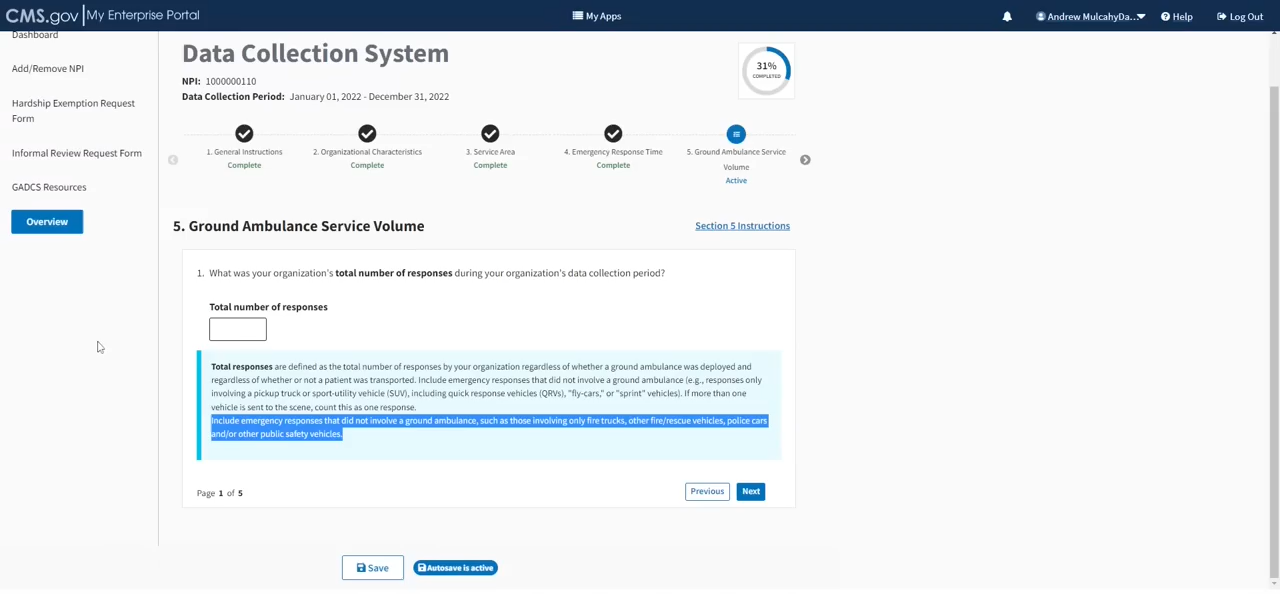 CMS.gov My Enterprise Portal
My Apps
Andrew MulcahyDa...
Help
Log Out
Dashboard
Add/Remove NPI
Hardship Exemption Request
Form
Informal Review Request Form
GADCS Resources
Overview
Data Collection System
NPI: 1000000110
Data Collection Period: January 01, 2022 - December 31, 2022
31%
COMPLETED
1. General Instructions
Complete
2. Organizational Characteristics
Complete
3. Service Area
Complete
4. Emergency Response Time
Complete
5. Ground Ambulance Service
Volume
Active
5. Ground Ambulance Service Volume
Section 5 Instructions
1. What was your organization's total number of responses during your organization's data collection period?
Total number of responses
Total responses are defined as the total number of responses by your organization regardless of whether a ground ambulance was deployed and
regardless of whether or not a patient was transported. Include emergency responses that did not involve a ground ambulance (e.g., responses only
involving a pickup truck or sport-utility vehicle (SUV), including quick response vehicles (QRVs), "fly-cars," or "sprint" vehicles). If more than one
vehicle is sent to the scene, count this as one response.
Include emergency responses that did not involve a ground ambulance, such as those involving only fire trucks, other fire/rescue vehicles, police cars
and/or other public safety vehicles.
Page 1 of 5
Previous
Next
Save
Autosave is active